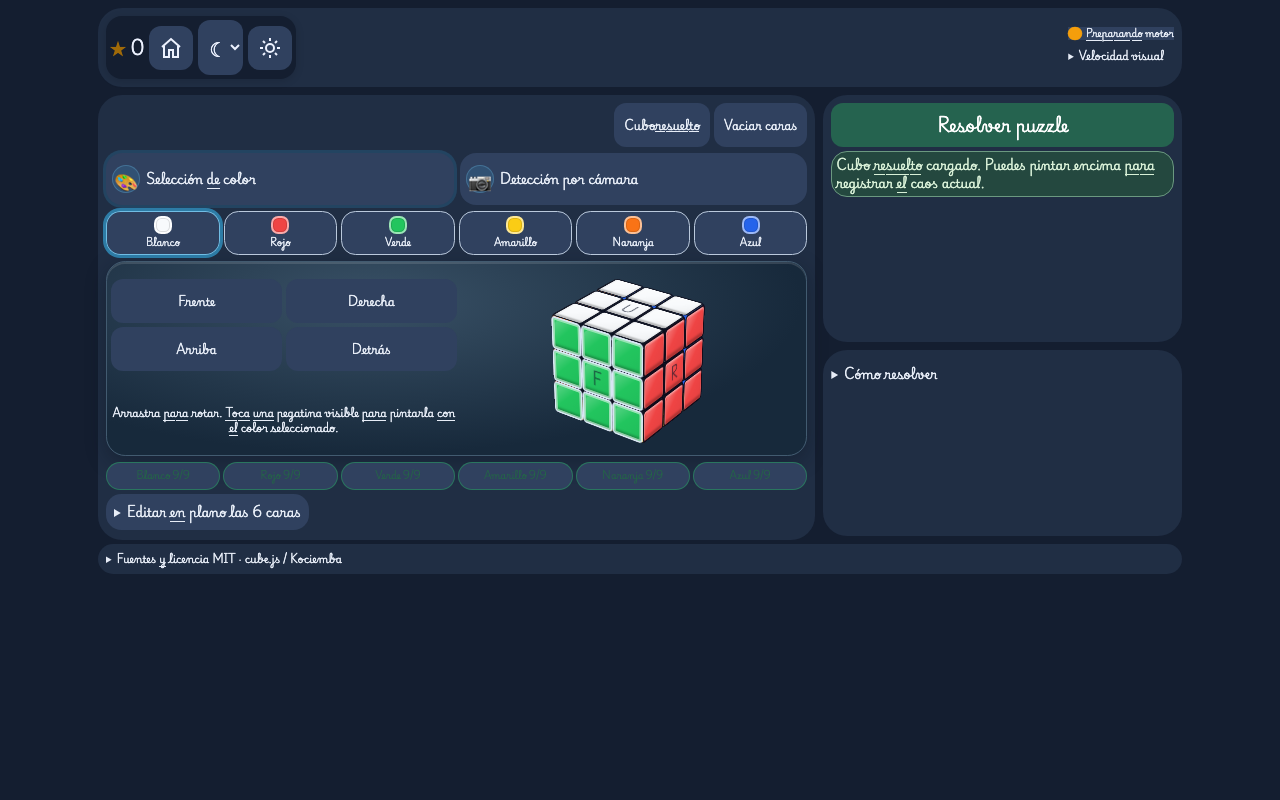 ★ 0
Preparando motor
▸ Velocidad visual
Cuboresuelto
Vaciar caras
Resolver puzzle
Cubo resuelto cargado. Puedes pintar encima para
registrar el caos actual.
Selección de color
Detección por cámara
Blanco
Rojo
Verde
Amarillo
Naranja
Azul
Frente
Derecha
Arriba
Detrás
U
F
R
Arrastra para rotar. Toca una pegatina visible para pintarla con
el color seleccionado.
Blanco 9/9
Rojo 9/9
Verde 9/9
Amarillo 9/9
Naranja 9/9
Azul 9/9
▸ Editar en plano las 6 caras
▸ Cómo resolver
▸ Fuentes y licencia MIT · cube.js / Kociemba